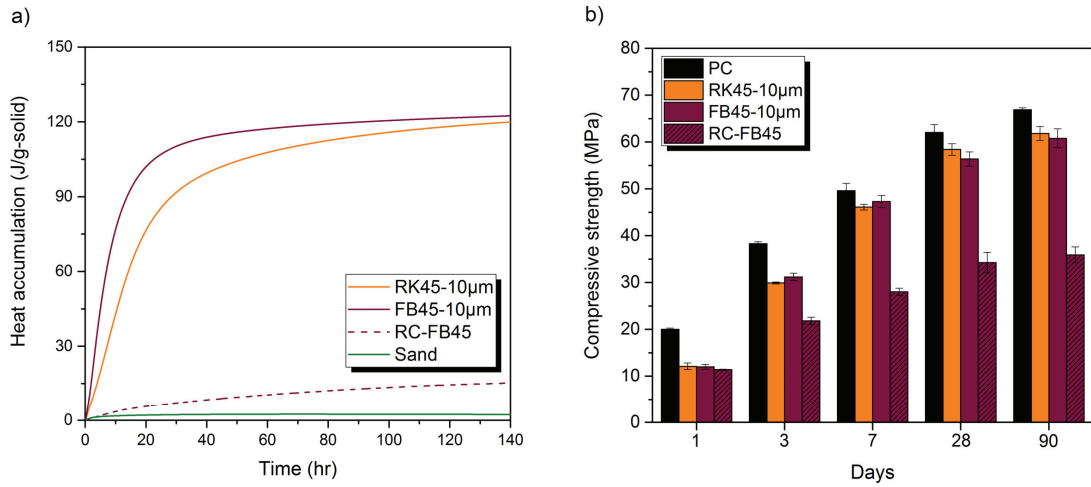 a)
150
120
90
60
30
0
Heat accumulation (J/g-solid)
RK45-10µm
FB45-10µm
RC-FB45
Sand
0 20 40 60 80 100 120 140
Time (hr)
b)
80
70
60
50
40
30
20
10
0
Compressive strength (MPa)
PC
RK45-10µm
FB45-10µm
RC-FB45
1 3 7 28 90
Days